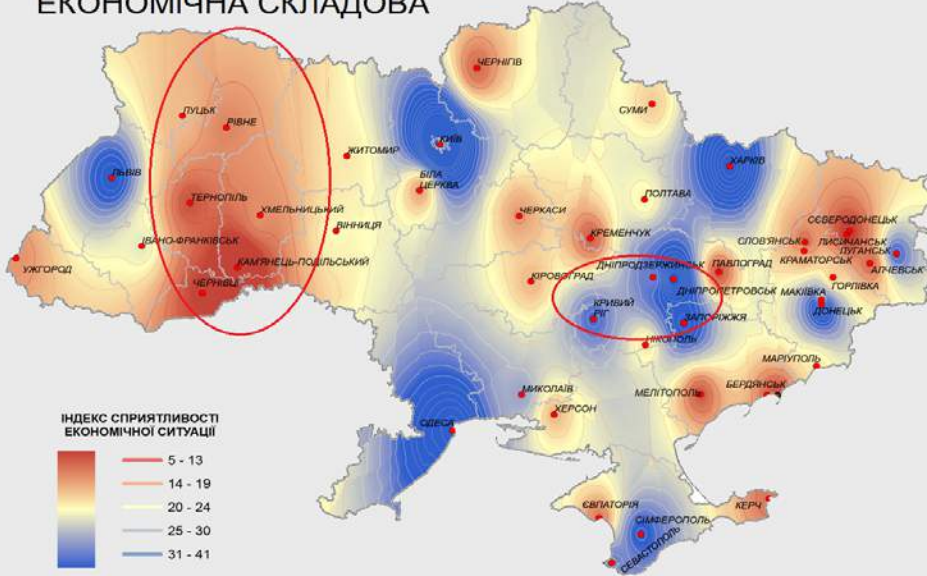 ЕКОНОМІЧНА СКЛАДОВА
ЧЕРНІГІВ
СУМИ
ЛУЦЬК
РІВНЕ
КИЇВ
ЖИТОМИР
ХАРКІВ
ЛЬВІВ
БІЛА
ЦЕРКВА
ТЕРНОПІЛЬ
ХМЕЛЬНИЦЬКИЙ
ПОЛТАВА
ЧЕРКАСИ
ВІННИЦЯ
СЄВЕРОДОНЕЦЬК
КРЕМЕНЧУК
СЛОВ'ЯНСЬК
ЛИСИЧАНСЬК
ІВАНО-ФРАНКІВСЬК
ЛУГАНСЬК
КРАМАТОРСЬК
КАМ'ЯНЕЦЬ-ПОДІЛЬСЬКИЙ
ДНІПРОДЗЕРЖИНСЬК
ПАВЛОГРАД
УЖГОРОД
АЛЧЕВСЬК
КІРОВОГРАД
ЧЕРНІВЦІ
ГОРЛІВКА
ДНІПРОПЕТРОВСЬК
МАКІЇВКА
КРИВИЙ
РІГ
ДОНЕЦЬК
ЗАПОРІЖЖЯ
НІКОПОЛЬ
МАРІУПОЛЬ
БЕРДЯНСЬК
МИКОЛАЇВ
МЕЛІТОПОЛЬ
ХЕРСОН
ОДЕСА
ІНДЕКС СПРИЯТЛИВОСТІ
ЕКОНОМІЧНОЇ СИТУАЦІЇ
5 - 13
14 - 19
20 - 24
25 - 30
31 - 41
ЄВПАТОРІЯ
КЕРЧ
СІМФЕРОПОЛЬ
СЕВАСТОПОЛЬ